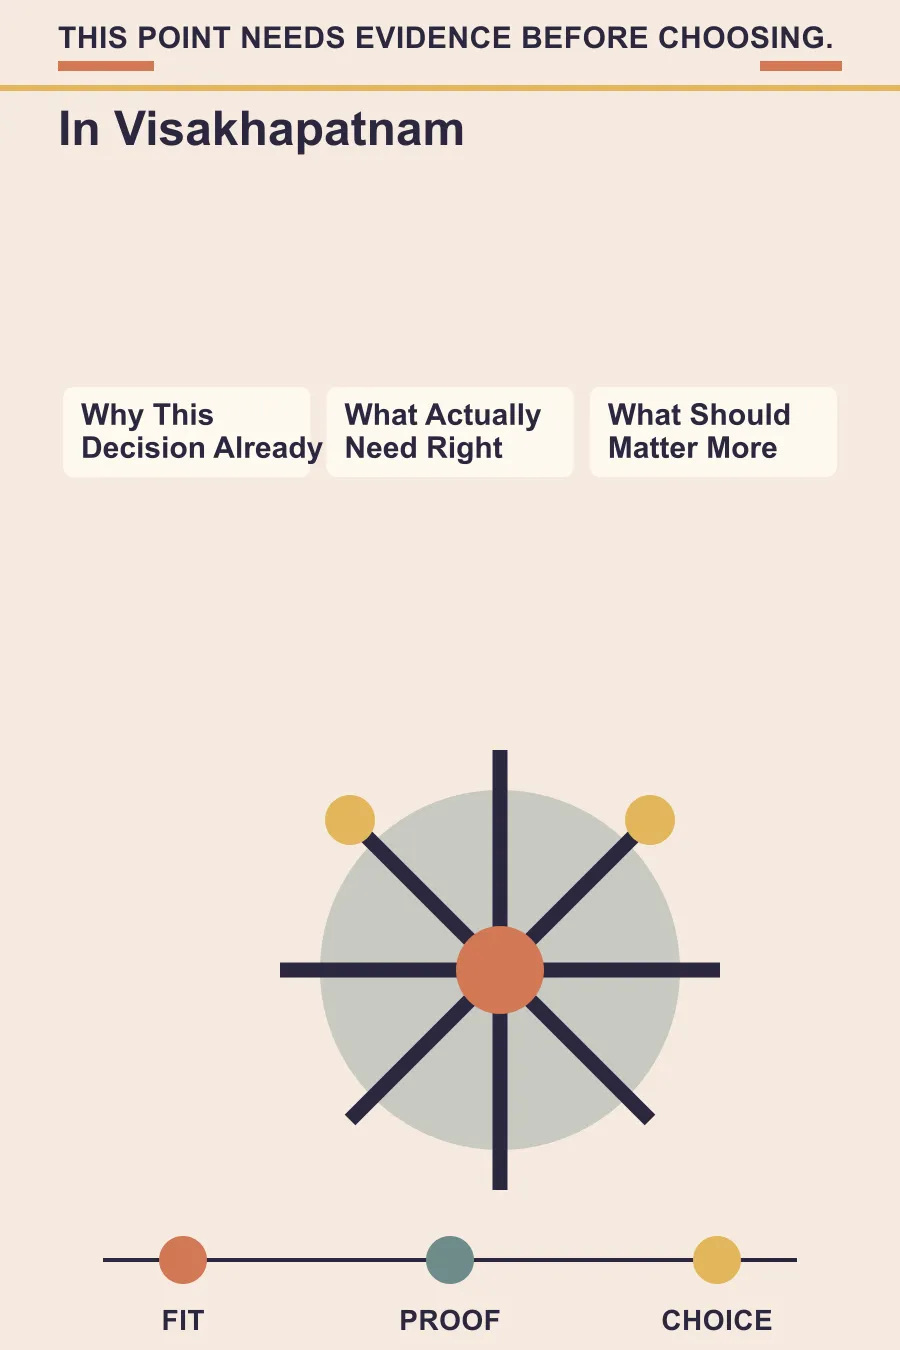 THIS POINT NEEDS EVIDENCE BEFORE CHOOSING.
In Visakhapatnam
Why This
Decision Already
What Actually
Need Right
What Should
Matter More
FIT
PROOF
CHOICE